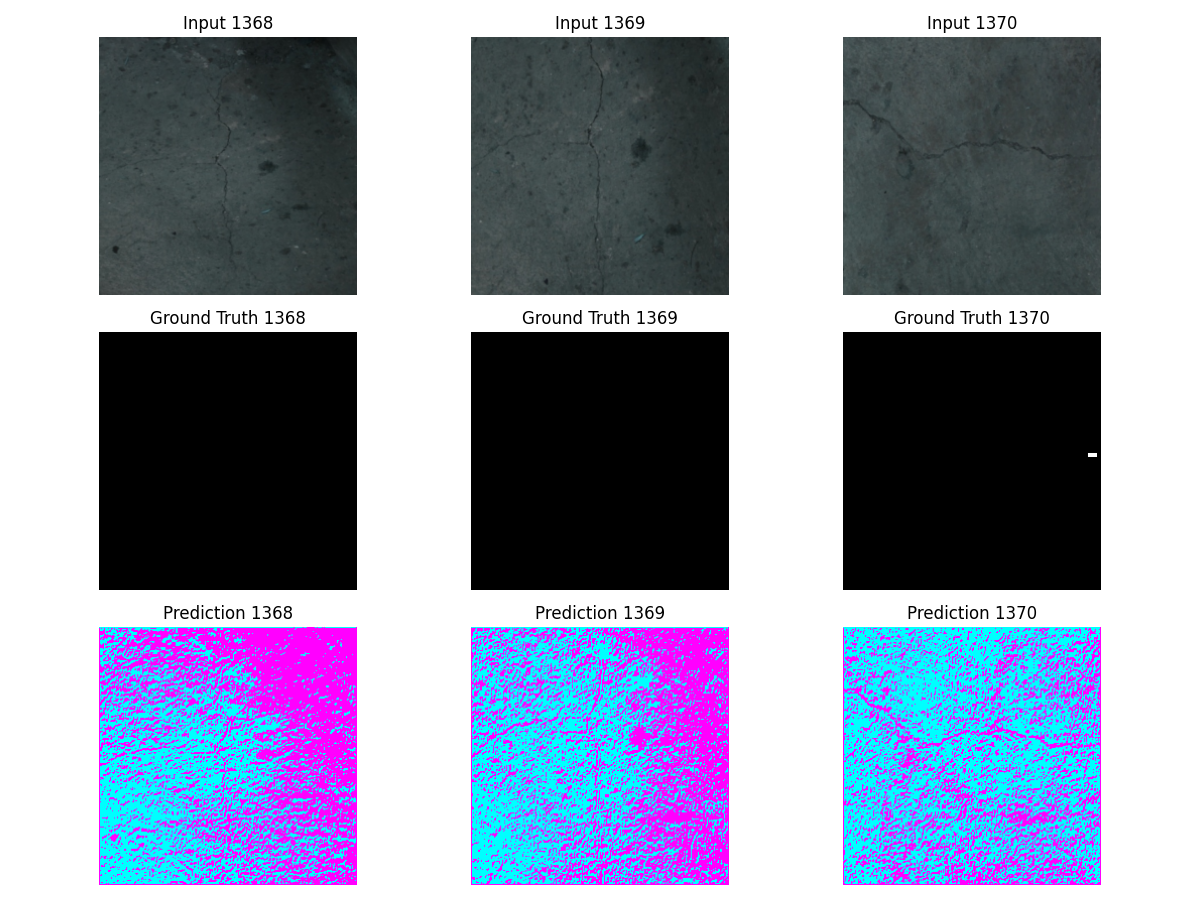 Input 1368
Input 1369
Input 1370
Ground Truth 1368
Ground Truth 1369
Ground Truth 1370
Prediction 1368
Prediction 1369
Prediction 1370